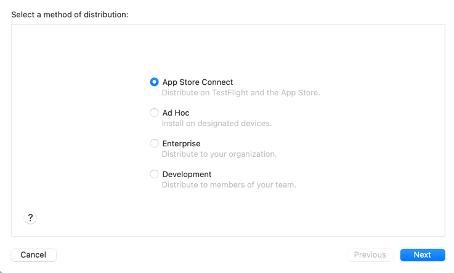 Select a method of distribution:
App Store Connect
Distribute on TestFlight and the App Store.
Ad Hoc
Install on designated devices.
Enterprise
Distribute to your organization.
Development
Distribute to members of your team.
?
Cancel
Previous
Next